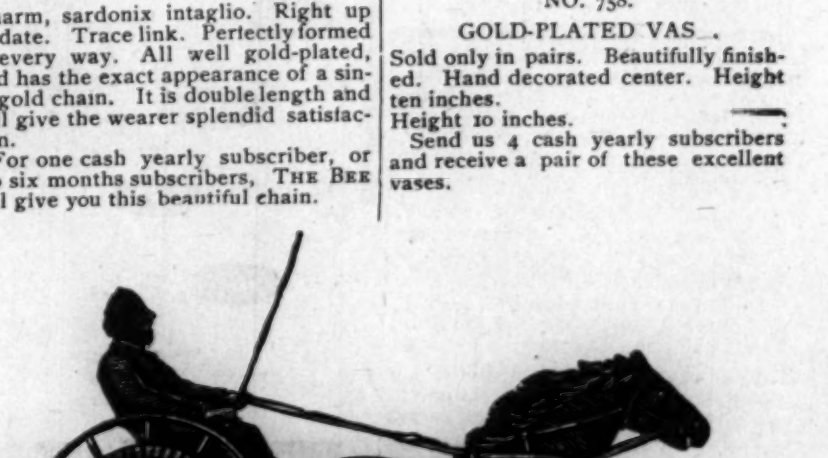 harm, sardonix intaglio. Right up
date. Trace link. Perfectly formed
every way. All well gold-plated,
has the exact appearance of a sin-
gold chain. It is double length and
give the wearer splendid satisfac-
For one cash yearly subscriber, or
six months subscribers, THE BEE
give you this beautiful chain.
NO. 758.
GOLD-PLATED VAS
Sold only in pairs. Beautifully finish-
ed. Hand decorated center. Height
ten inches.
Height 10 inches.
Send us 4 cash yearly subscribers
and receive a pair of these excellent
vases.